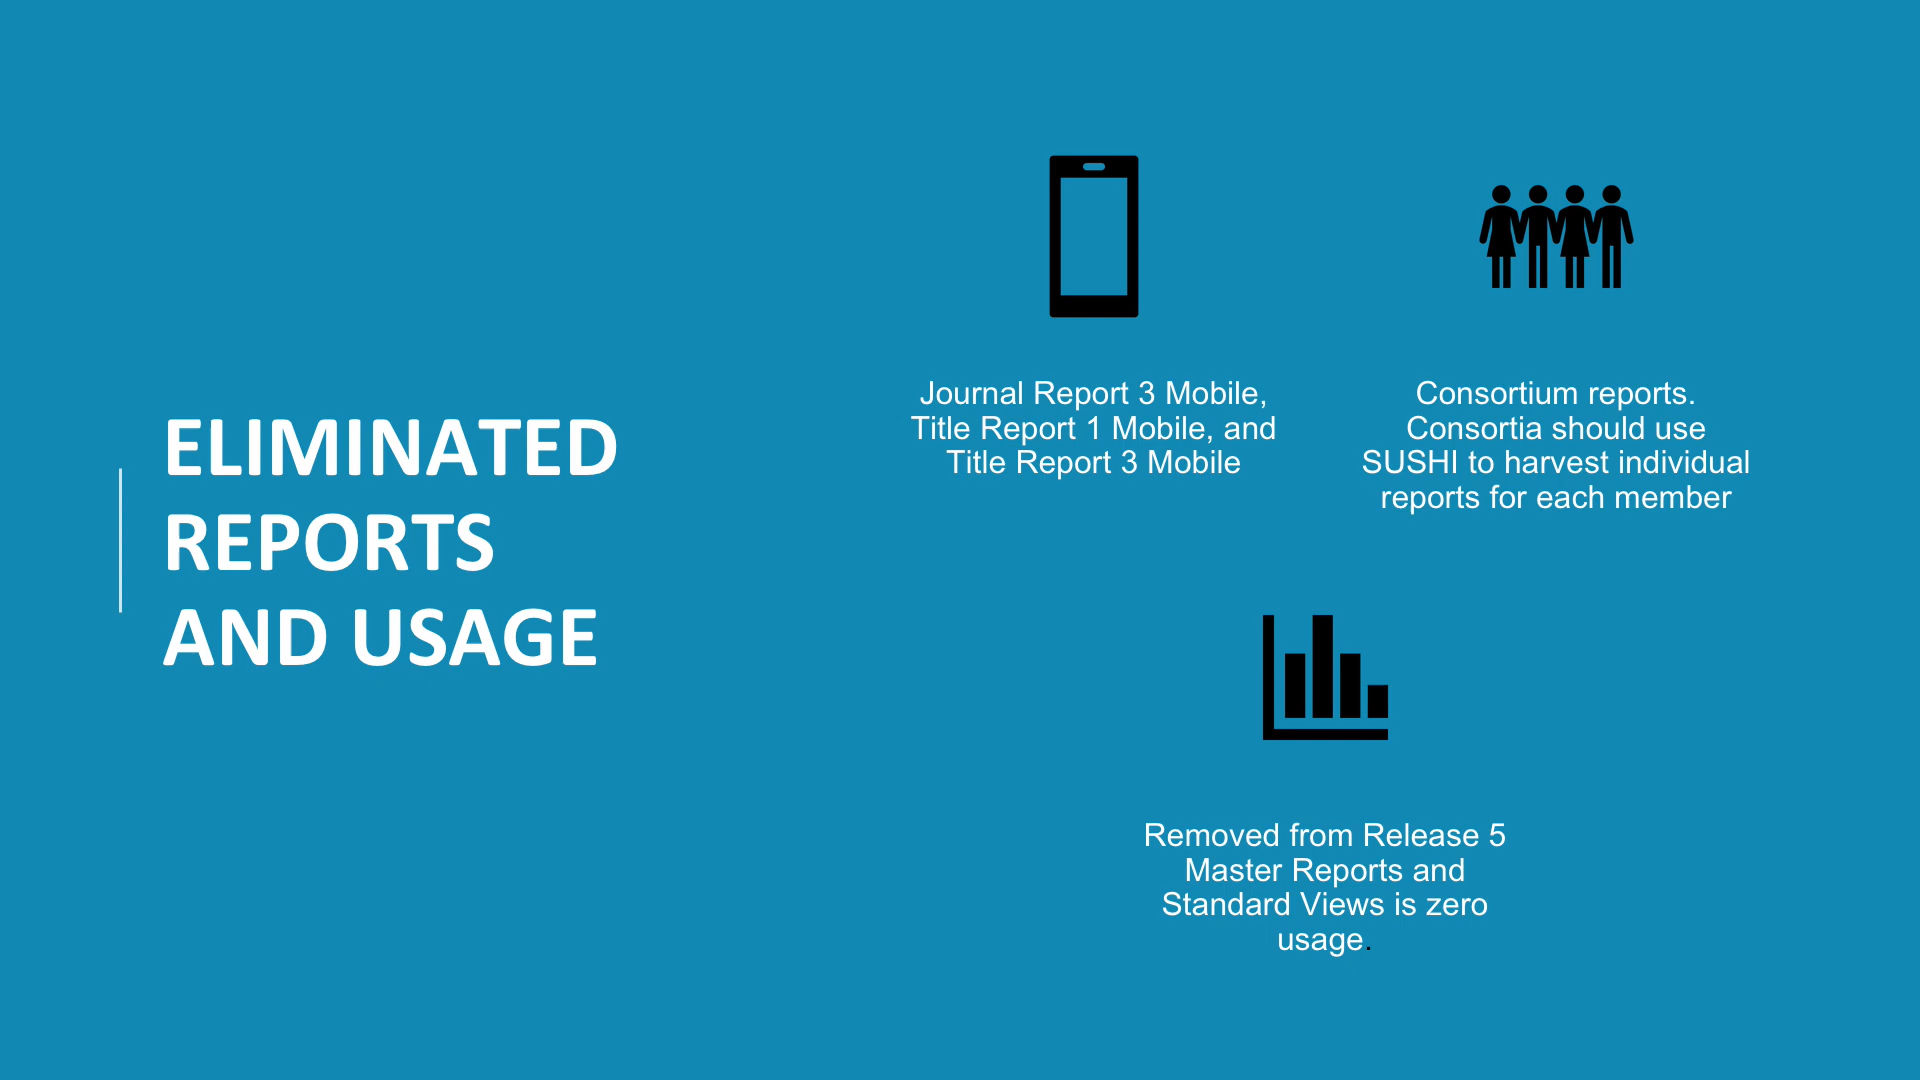 ELIMINATED
REPORTS
AND USAGE
Journal Report 3 Mobile,
Title Report 1 Mobile, and
Title Report 3 Mobile
Consortium reports.
Consortia should use
SUSHI to harvest individual
reports for each member
Removed from Release 5
Master Reports and
Standard Views is zero
usage.